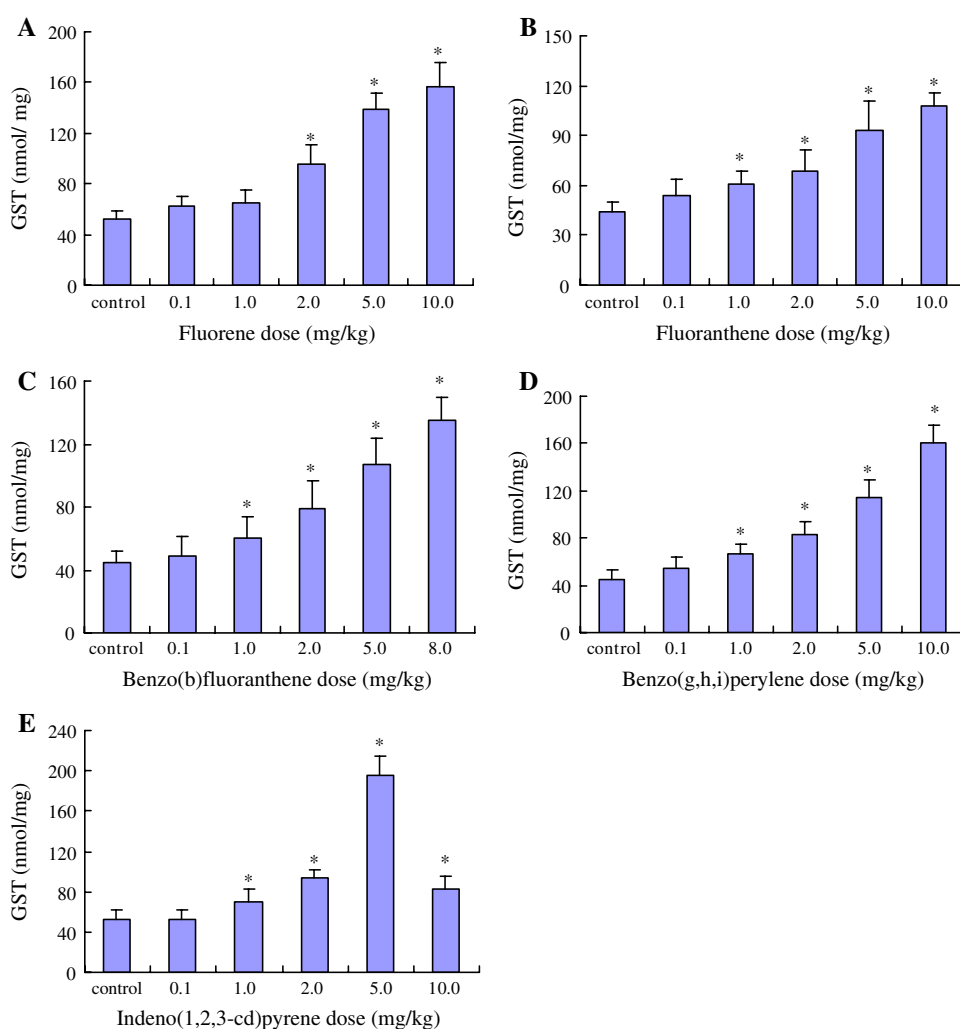 A
GST (nmol/ mg)
200
160
120
80
40
0
* * *
control 0.1 1.0 2.0 5.0 10.0
Fluorene dose (mg/kg)
B
GST (nmol/mg)
150
120
90
60
30
0
* * * *
control 0.1 1.0 2.0 5.0 10.0
Fluoranthene dose (mg/kg)
C
GST (nmol/mg)
160
120
80
40
0
* * * *
control 0.1 1.0 2.0 5.0 8.0
Benzo(b)fluoranthene dose (mg/kg)
D
GST (nmol/mg)
200
160
120
80
40
0
* * * *
control 0.1 1.0 2.0 5.0 10.0
Benzo(g,h,i)perylene dose (mg/kg)
E
GST (nmol/mg)
240
200
160
120
80
40
0
* * * *
control 0.1 1.0 2.0 5.0 10.0
Indeno(1,2,3-cd)pyrene dose (mg/kg)